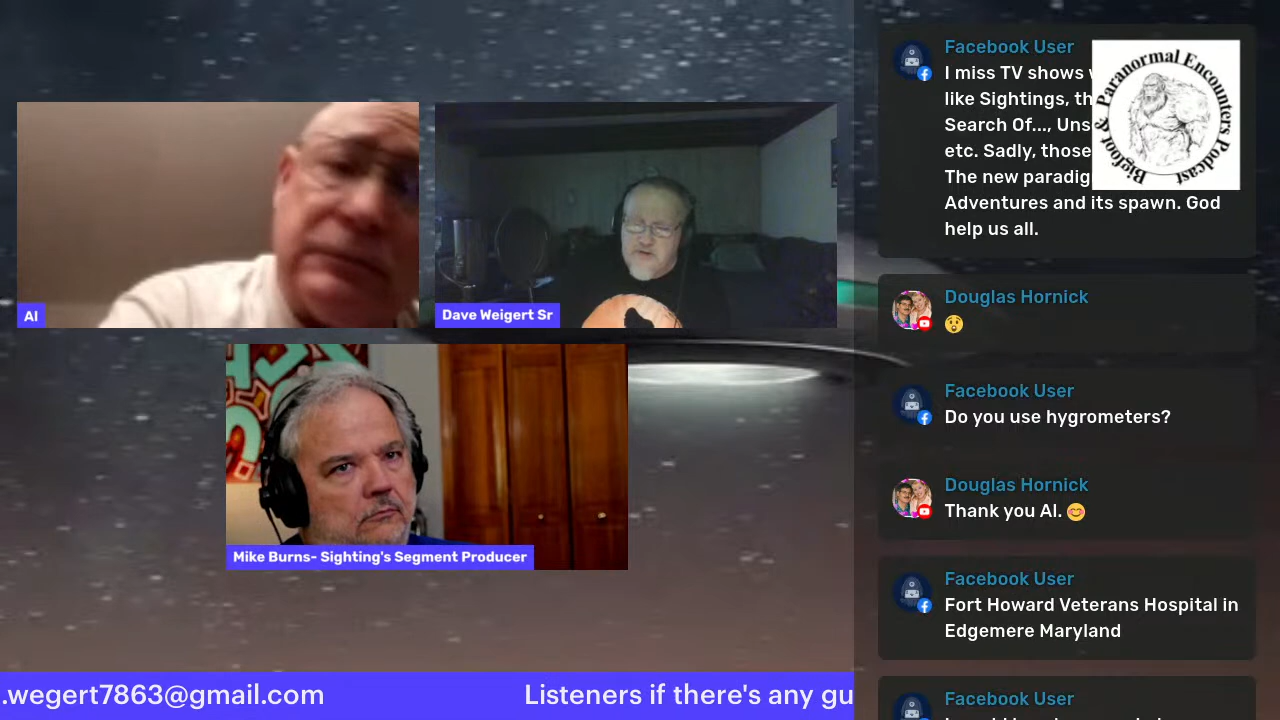 Al
Dave Weigert Sr
Mike Burns- Sighting's Segment Producer
.wegert7863@gmail.com
Listeners if there's any gu
Facebook User
I miss TV shows
like Sightings, th
Search Of..., Uns
etc. Sadly, those
The new paradig
Adventures and its spawn. God
help us all.
Bigfoot & Paranormal Encounters Podcast
Douglas Hornick
😲
Facebook User
Do you use hygrometers?
Douglas Hornick
Thank you Al. 😊
Facebook User
Fort Howard Veterans Hospital in
Edgemere Maryland
Facebook User